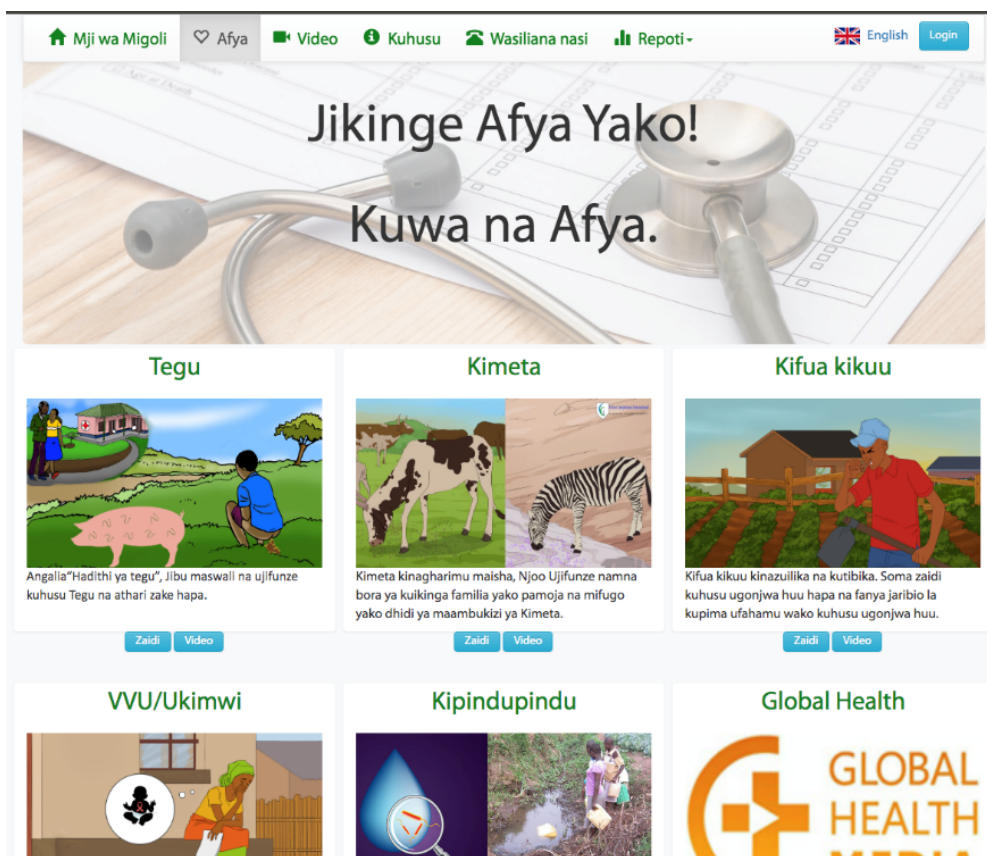 Mji wa Migoli
Afya
Video
Kuhusu
Wasiliana nasi
Repoti
English
Login
Jikinge Afya Yako!
Kuwa na Afya.
Tegu
Angalia"Hadithi ya tegu", Jibu maswali na ujifunze
kuhusu Tegu na athari zake hapa.
Zaidi
Video
Kimeta
Kimeta kinagharimu maisha, Njoo Ujifunze namna
bora ya kuikinga familia yako pamoja na mifugo
yako dhidi ya maambukizi ya Kimeta.
Zaidi
Video
Kifua kikuu
Kifua kikuu kinazuilika na kutibika. Soma zaidi
kuhusu ugonjwa huu hapa na fanya jaribio la
kupima ufahamu wako kuhusu ugonjwa huu.
Zaidi
Video
VVU/Ukimwi
Kipindupindu
Global Health
GLOBAL
HEALTH
MEDIA